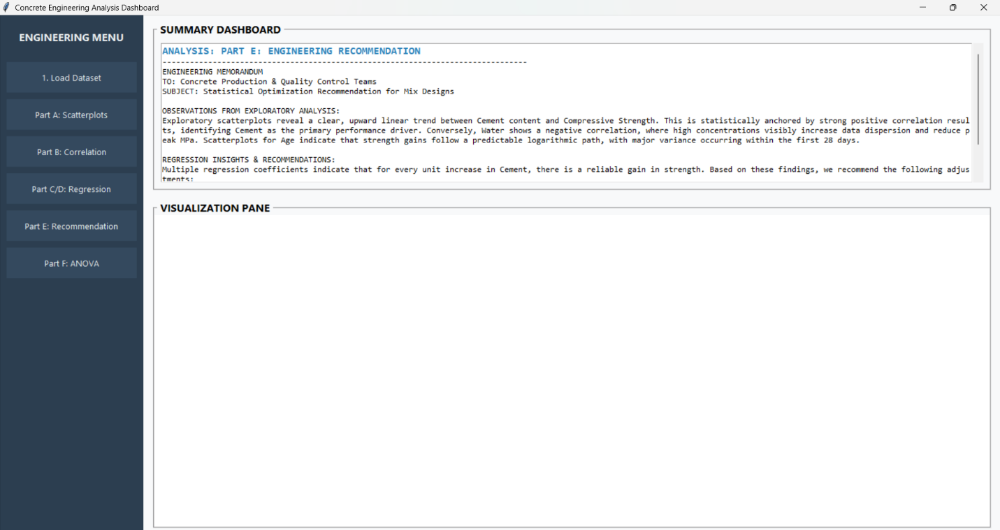 Concrete Engineering Analysis Dashboard
ENGINEERING MENU
1. Load Dataset
Part A: Scatterplots
Part B: Correlation
Part C/D: Regression
Part E: Recommendation
Part F: ANOVA
SUMMARY DASHBOARD
ANALYSIS: PART E: ENGINEERING RECOMMENDATION
--------------------------------------------------------------------------------
ENGINEERING MEMORANDUM
TO: Concrete Production & Quality Control Teams
SUBJECT: Statistical Optimization Recommendation for Mix Designs
OBSERVATIONS FROM EXPLORATORY ANALYSIS:
Exploratory scatterplots reveal a clear, upward linear trend between Cement content and Compressive Strength. This is statistically anchored by strong positive correlation resul
ts, identifying Cement as the primary performance driver. Conversely, Water shows a negative correlation, where high concentrations visibly increase data dispersion and reduce p
eak MPa. Scatterplots for Age indicate that strength gains follow a predictable logarithmic path, with major variance occurring within the first 28 days.
REGRESSION INSIGHTS & RECOMMENDATIONS:
Multiple regression coefficients indicate that for every unit increase in Cement, there is a reliable gain in strength. Based on these findings, we recommend the following adjus
tments:
VISUALIZATION PANE